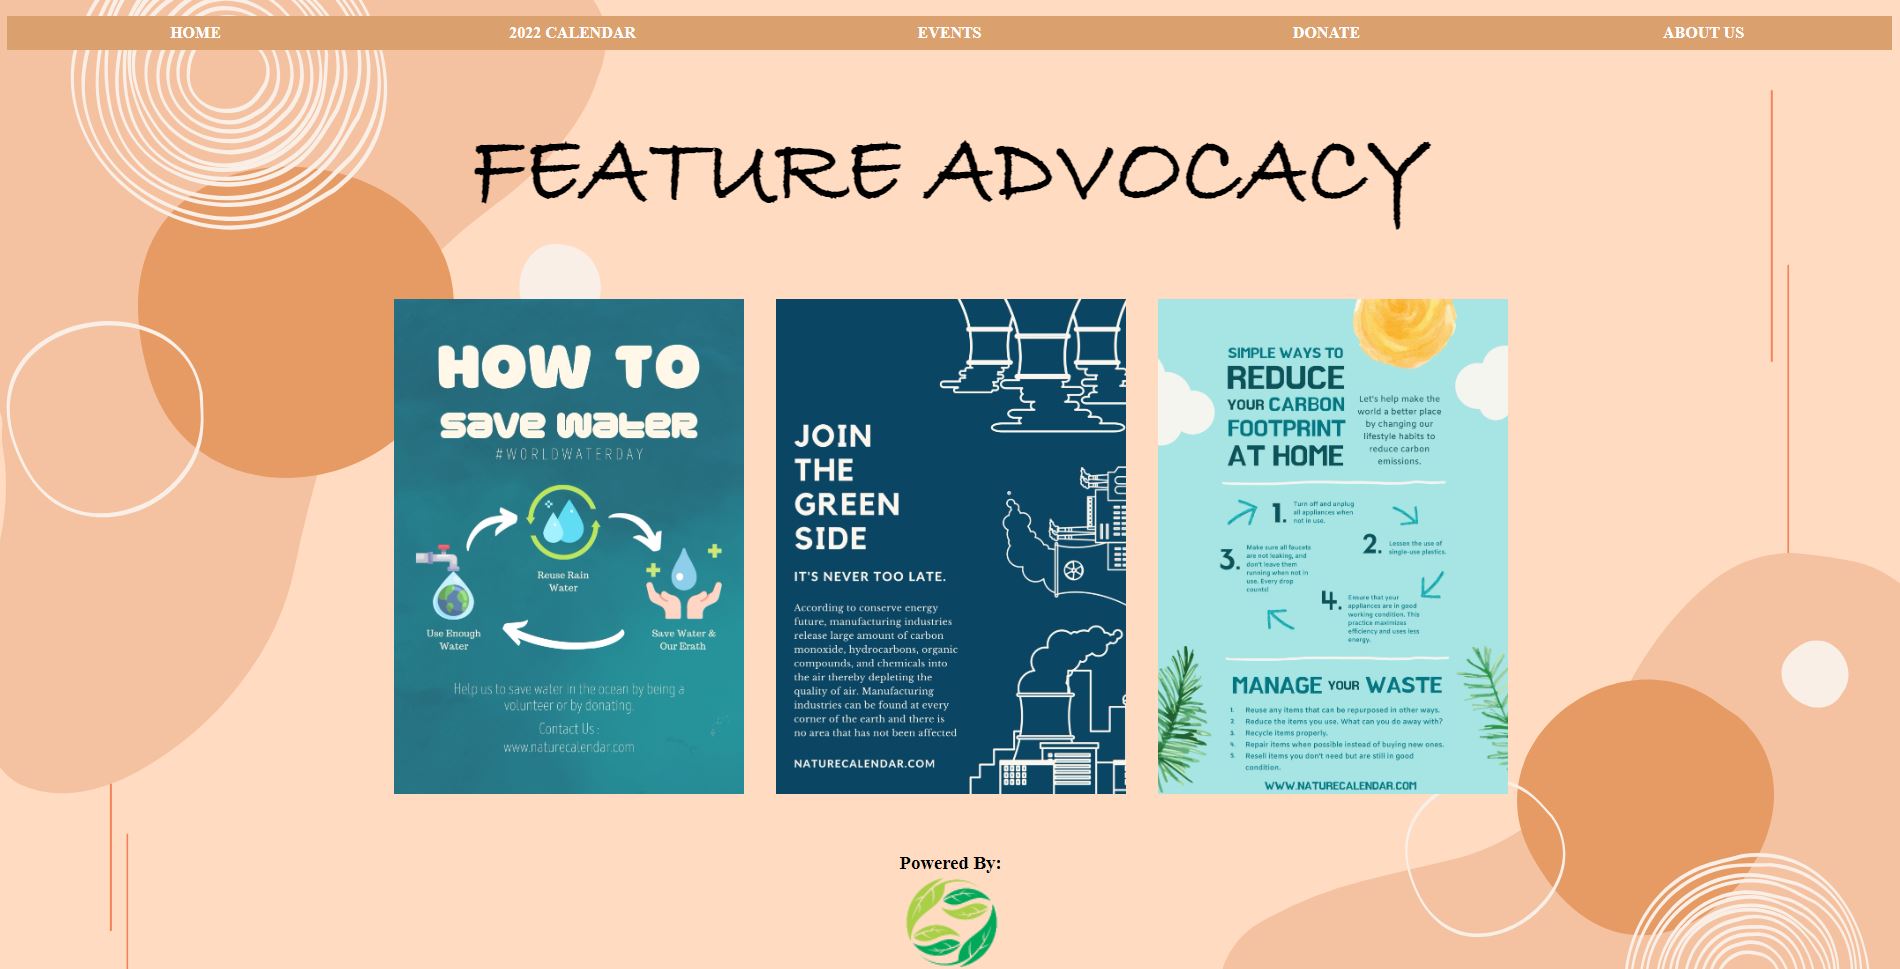 HOME 2022 CALENDAR EVENTS DONATE ABOUT US
FEATURE ADVOCACY
HOW TO
save water
#WORLDWATERDAY
Reuse Rain
Water
Use Enough
Water
Save Water &
Our Erath
Help us to save water in the ocean by being a
volunteer or by donating.
Contact Us :
www.naturecalendar.com
JOIN
THE
GREEN
SIDE
IT'S NEVER TOO LATE.
According to conserve energy
future, manufacturing industries
release large amount of carbon
monoxide, hydrocarbons, organic
compounds, and chemicals into
the air thereby depleting the
quality of air. Manufacturing
industries can be found at every
corner of the earth and there is
no area that has not been affected
NATURECALENDAR.COM
SIMPLE WAYS TO
REDUCE
YOUR CARBON
FOOTPRINT
AT HOME
Let's help make the
world a better place
by changing our
lifestyle habits to
reduce carbon
emissions.
1. Turn off and unplug
all appliances when
not in use.
2. Lessen the use of
single-use plastics.
3. Make sure all faucets
are not leaking, and
don't leave them
running when not in
use. Every drop
counts!
4. Ensure that your
appliances are in good
working condition. This
practice maximizes
efficiency and uses less
energy.
MANAGE YOUR WASTE
1. Reuse any items that can be repurposed in other ways.
2. Reduce the items you use. What can you do away with?
3. Recycle items properly.
4. Repair items when possible instead of buying new ones.
5. Resell items you don't need but are still in good
condition.
WWW.NATURECALENDAR.COM
Powered By: